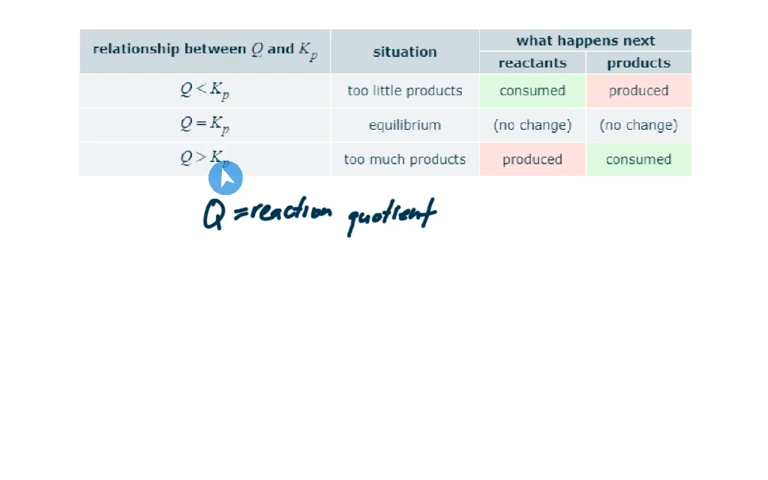 relationship between Q and Kp situation what happens next
reactants products
Q < Kp too little products consumed produced
Q = Kp equilibrium (no change) (no change)
Q > Kp too much products produced consumed
Q = reaction quotient